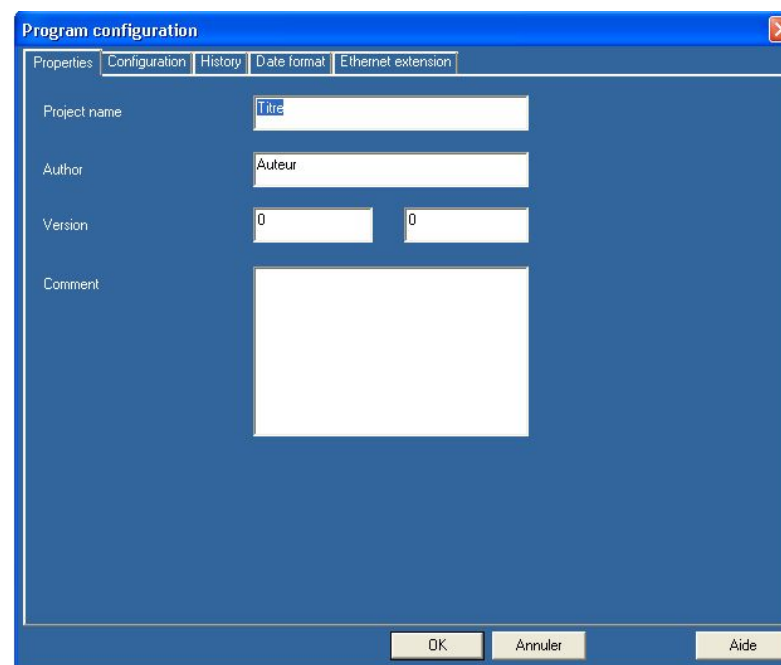 Program configuration
Properties Configuration History Date format Ethernet extension
Project name Titre
Author Auteur
Version 0 0
Comment
OK Annuler Aide